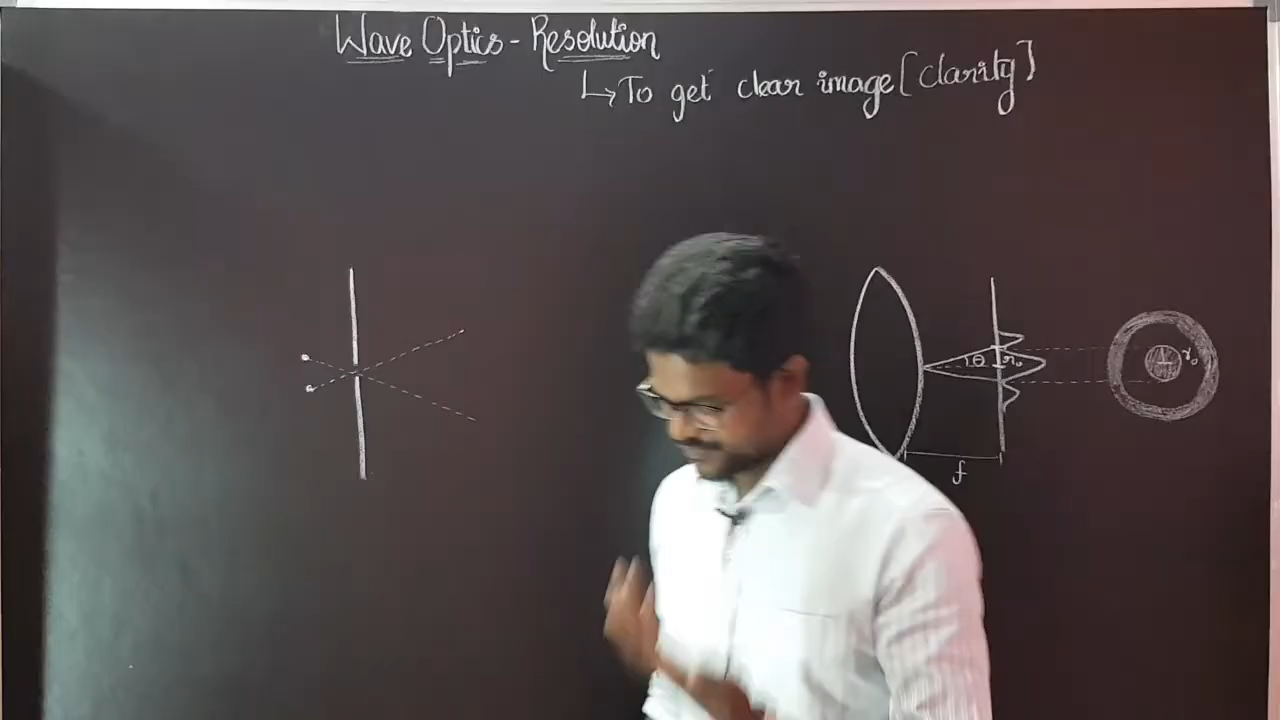 Wave Optics - Resolution
↳ To get clear image [clarity]
θ r₀ r₀
f